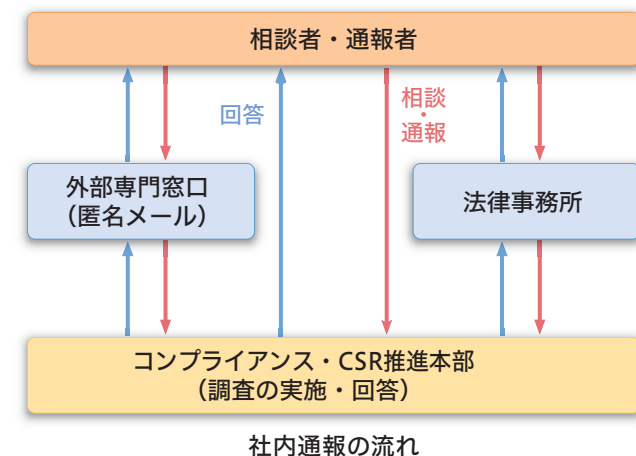 相談者・通報者
回答
相談
・
通報
外部専門窓口
（匿名メール）
法律事務所
コンプライアンス・CSR推進本部
（調査の実施・回答）
社内通報の流れ